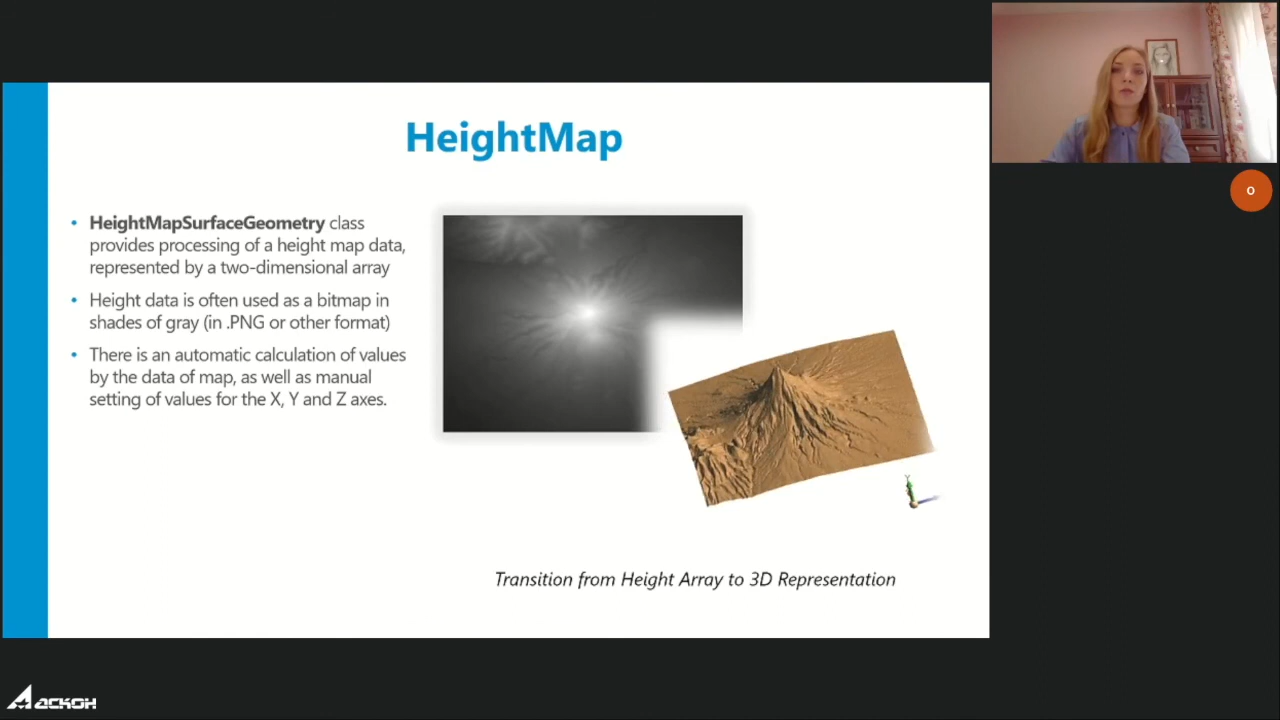 HeightMap
• HeightMapSurfaceGeometry class
provides processing of a height map data,
represented by a two-dimensional array
• Height data is often used as a bitmap in
shades of gray (in .PNG or other format)
• There is an automatic calculation of values
by the data of map, as well as manual
setting of values for the X, Y and Z axes.
Transition from Height Array to 3D Representation
O
АСКОН